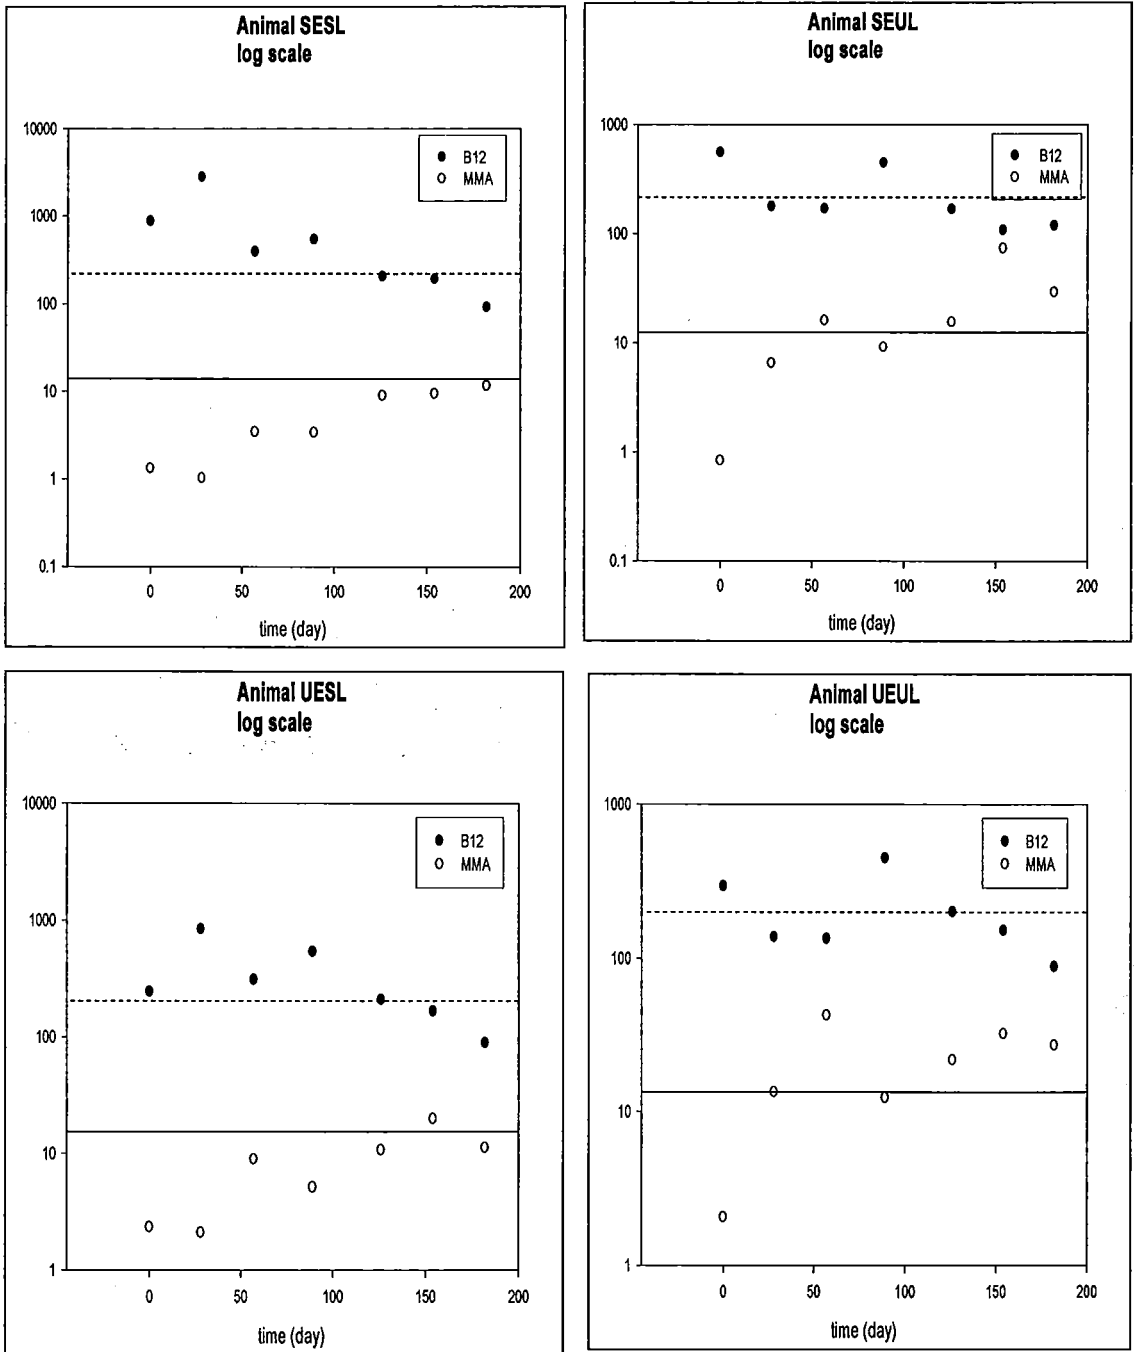 Animal SESL
log scale
10000
1000
100
10
1
0.1
B12
MMA
0 50 100 150 200
time (day)
Animal SEUL
log scale
1000
100
10
1
0.1
B12
MMA
0 50 100 150 200
time (day)
Animal UESL
log scale
10000
1000
100
10
1
B12
MMA
0 50 100 150 200
time (day)
Animal UEUL
log scale
1000
100
10
1
B12
MMA
0 50 100 150 200
time (day)